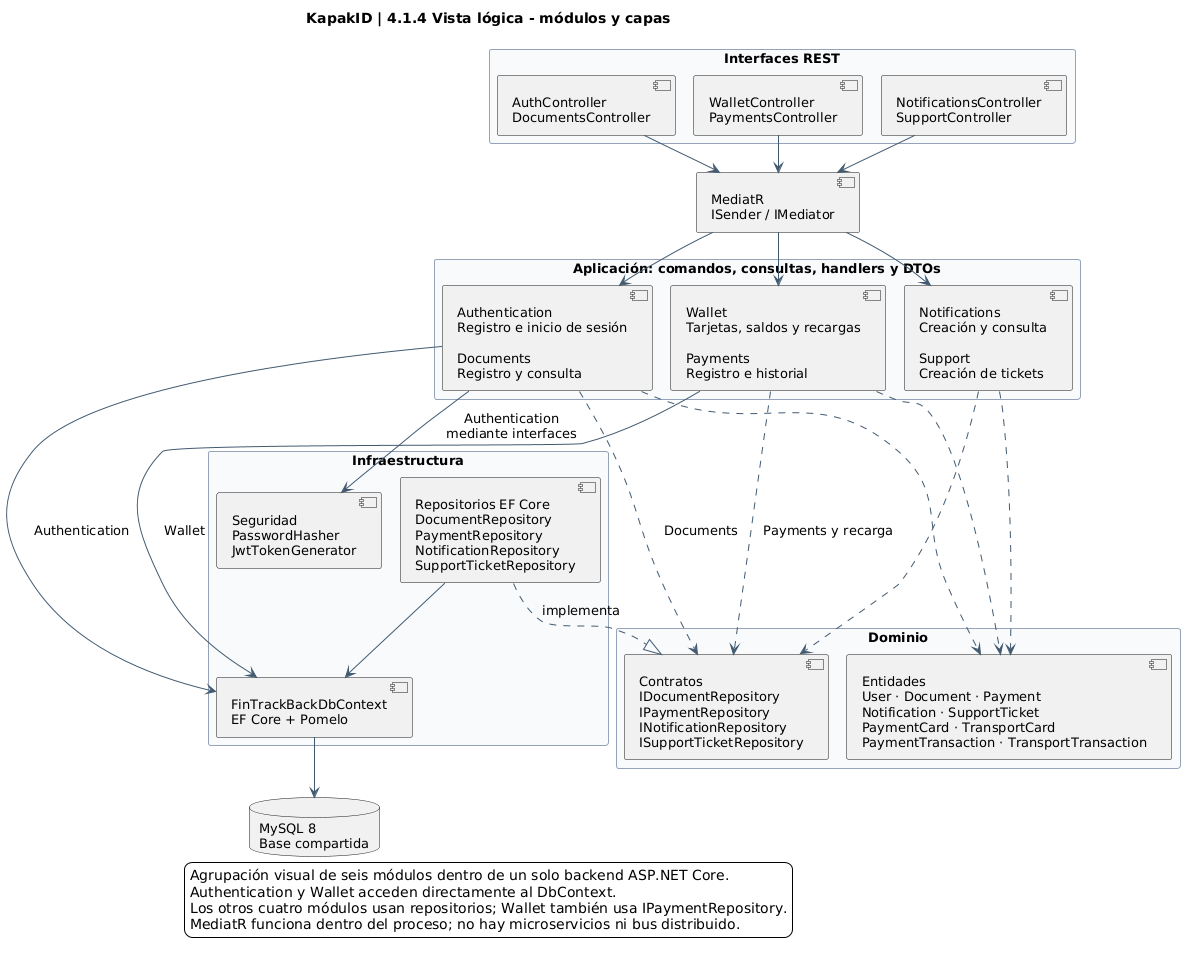 KapakID | 4.1.4 Vista lógica - módulos y capas
Interfaces REST
AuthController
DocumentsController
WalletController
PaymentsController
NotificationsController
SupportController
MediatR
ISender / IMediator
Aplicación: comandos, consultas, handlers y DTOs
Authentication
Registro e inicio de sesión
Documents
Registro y consulta
Wallet
Tarjetas, saldos y recargas
Payments
Registro e historial
Notifications
Creación y consulta
Support
Creación de tickets
Authentication
mediante interfaces
Infraestructura
Seguridad
PasswordHasher
JwtTokenGenerator
Repositorios EF Core
DocumentRepository
PaymentRepository
NotificationRepository
SupportTicketRepository
Authentication
Wallet
Documents
Payments y recarga
implementa
Dominio
FinTrackBackDbContext
EF Core + Pomelo
Contratos
IDocumentRepository
IPaymentRepository
INotificationRepository
ISupportTicketRepository
Entidades
User · Document · Payment
Notification · SupportTicket
PaymentCard · TransportCard
PaymentTransaction · TransportTransaction
MySQL 8
Base compartida
Agrupación visual de seis módulos dentro de un solo backend ASP.NET Core.
Authentication y Wallet acceden directamente al DbContext.
Los otros cuatro módulos usan repositorios; Wallet también usa IPaymentRepository.
MediatR funciona dentro del proceso; no hay microservicios ni bus distribuido.